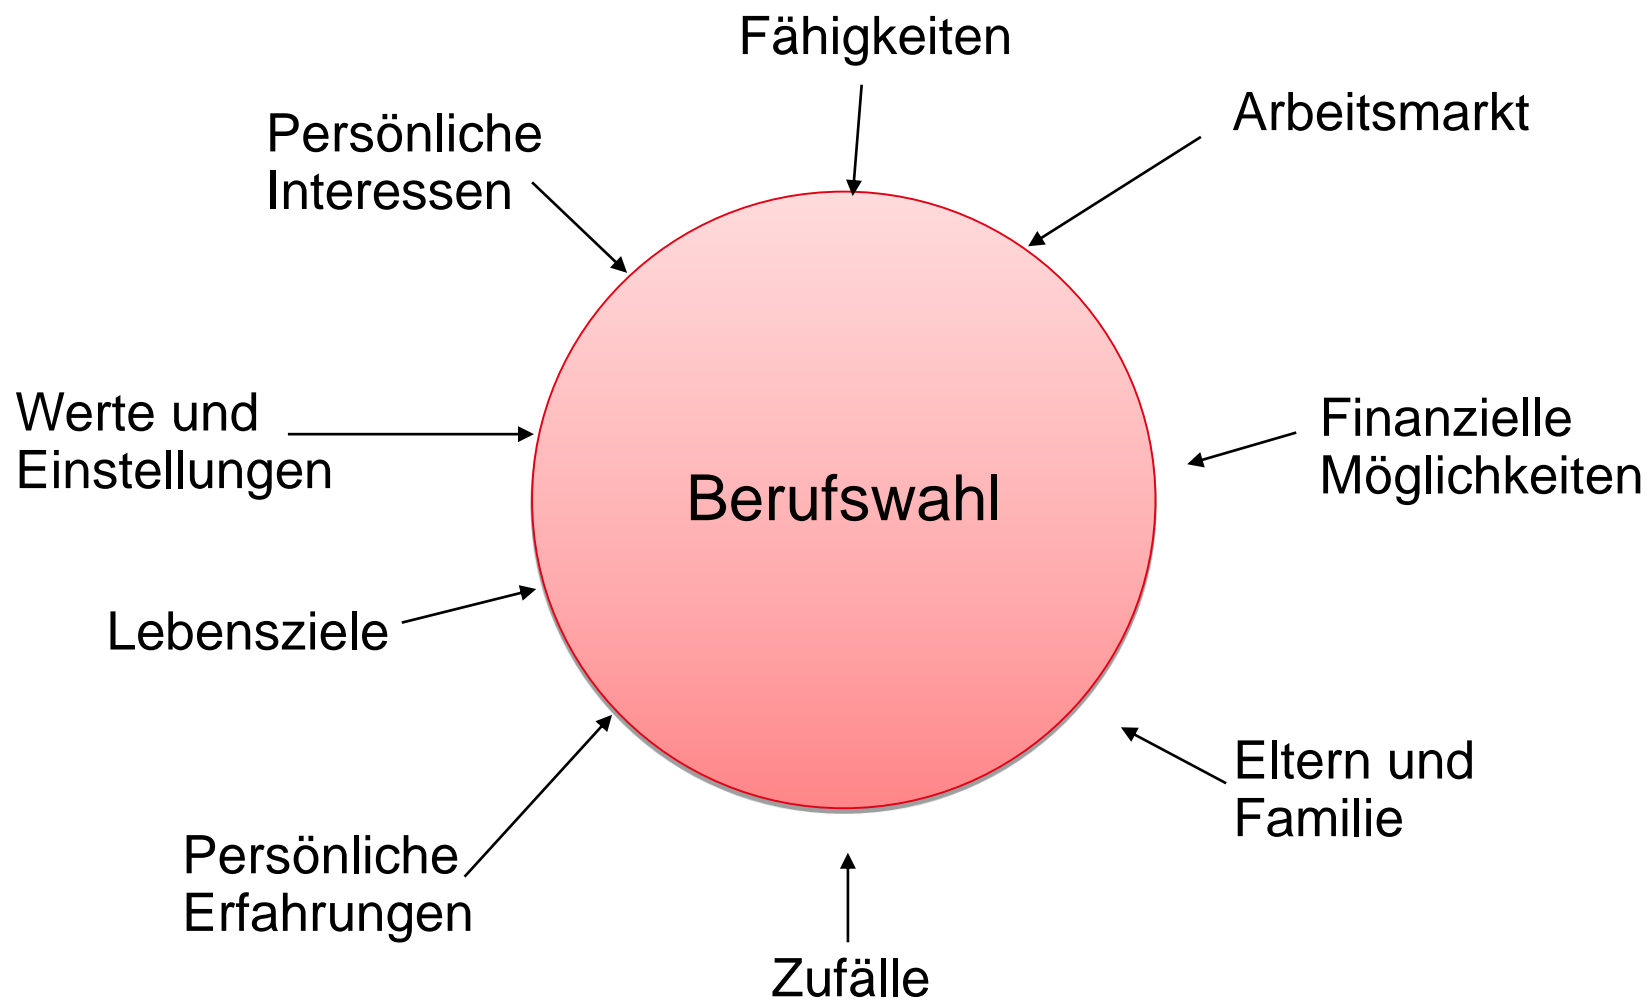 Fähigkeiten
Arbeitsmarkt
Persönliche
Interessen
Werte und
Einstellungen
Finanzielle
Möglichkeiten
Berufswahl
Lebensziele
Eltern und
Familie
Persönliche
Erfahrungen
Zufälle